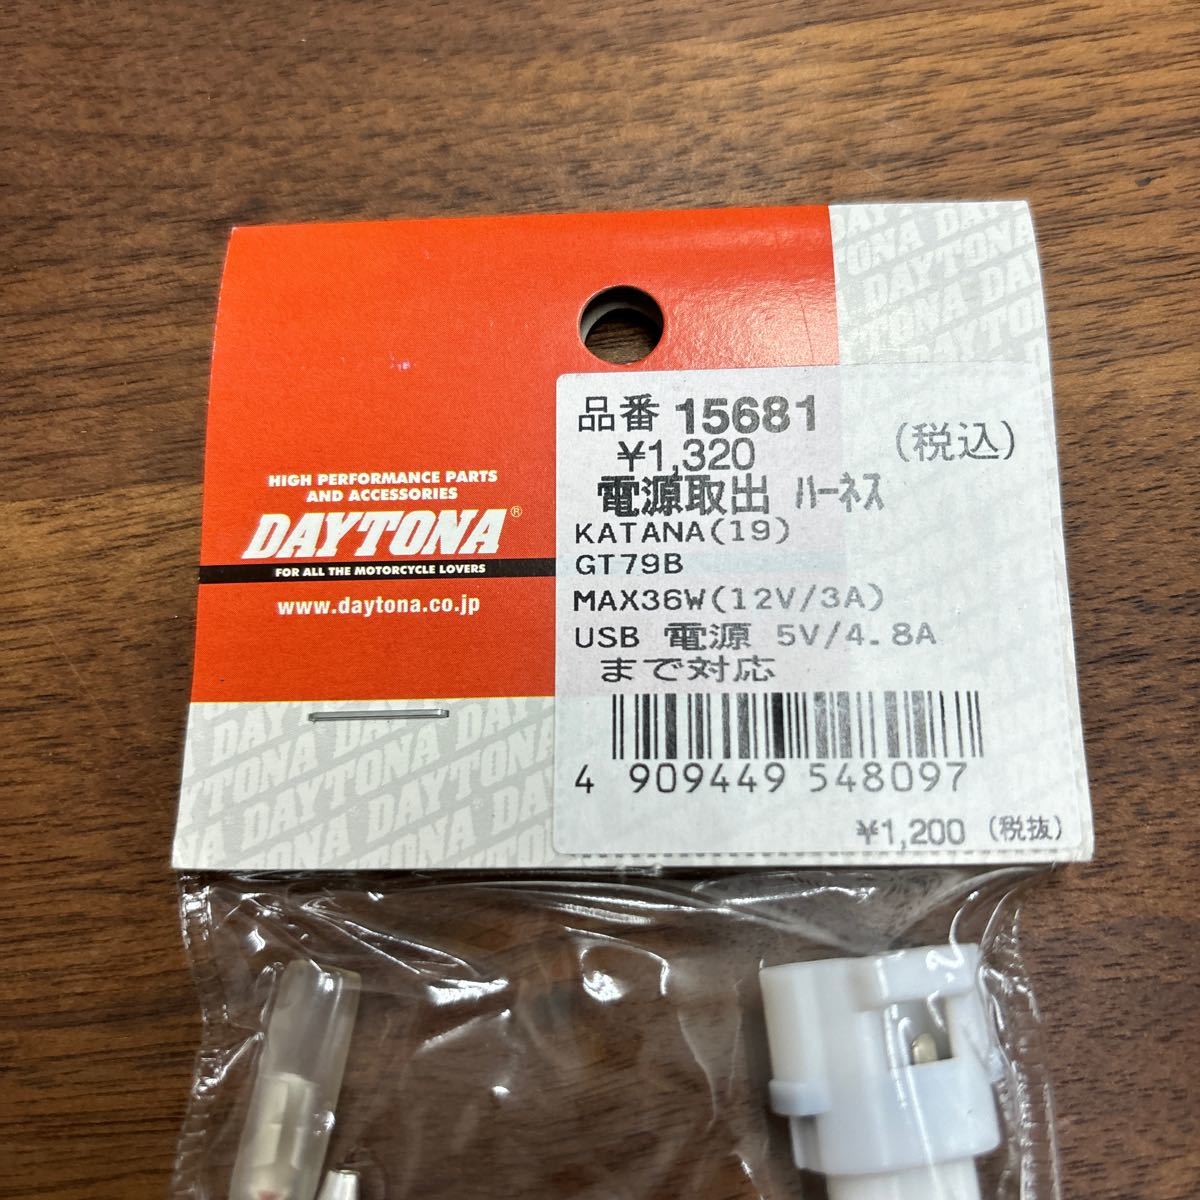 HIGH PERFORMANCE PARTS
AND ACCESSORIES
DAYTONA®
FOR ALL THE MOTORCYCLE LOVERS
www.daytona.co.jp
品番 15681
¥1,320 (税込)
電源取出 ハーネス
KATANA(19)
GT79B
MAX36W(12V/3A)
USB 電源 5V/4.8A
まで対応
4 909449 548097
¥1,200 (税抜)